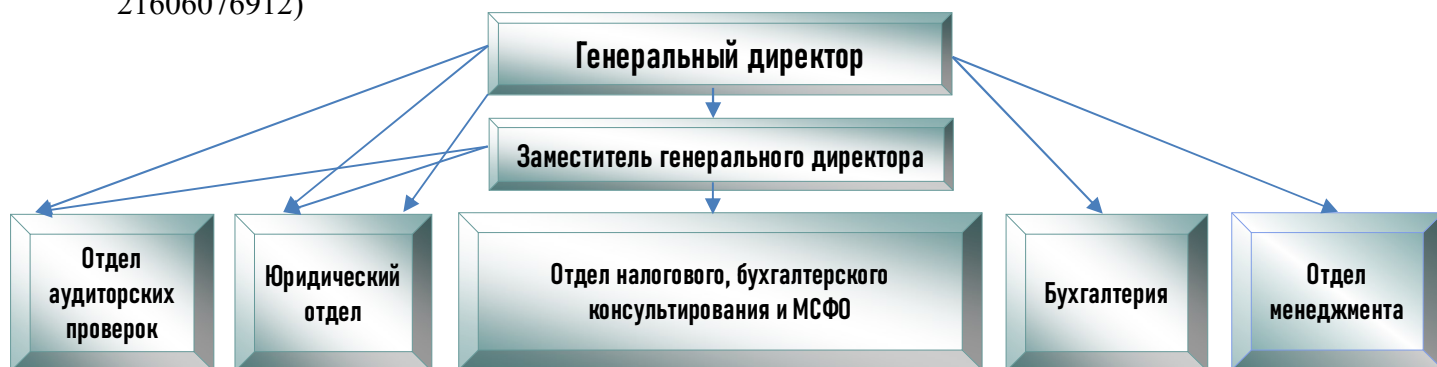 21606076912)
Генеральный директор
Заместитель генерального директора
Отдел
аудиторских
проверок
Юридический
отдел
Отдел налогового, бухгалтерского
консультирования и МСФО
Бухгалтерия
Отдел
менеджмента